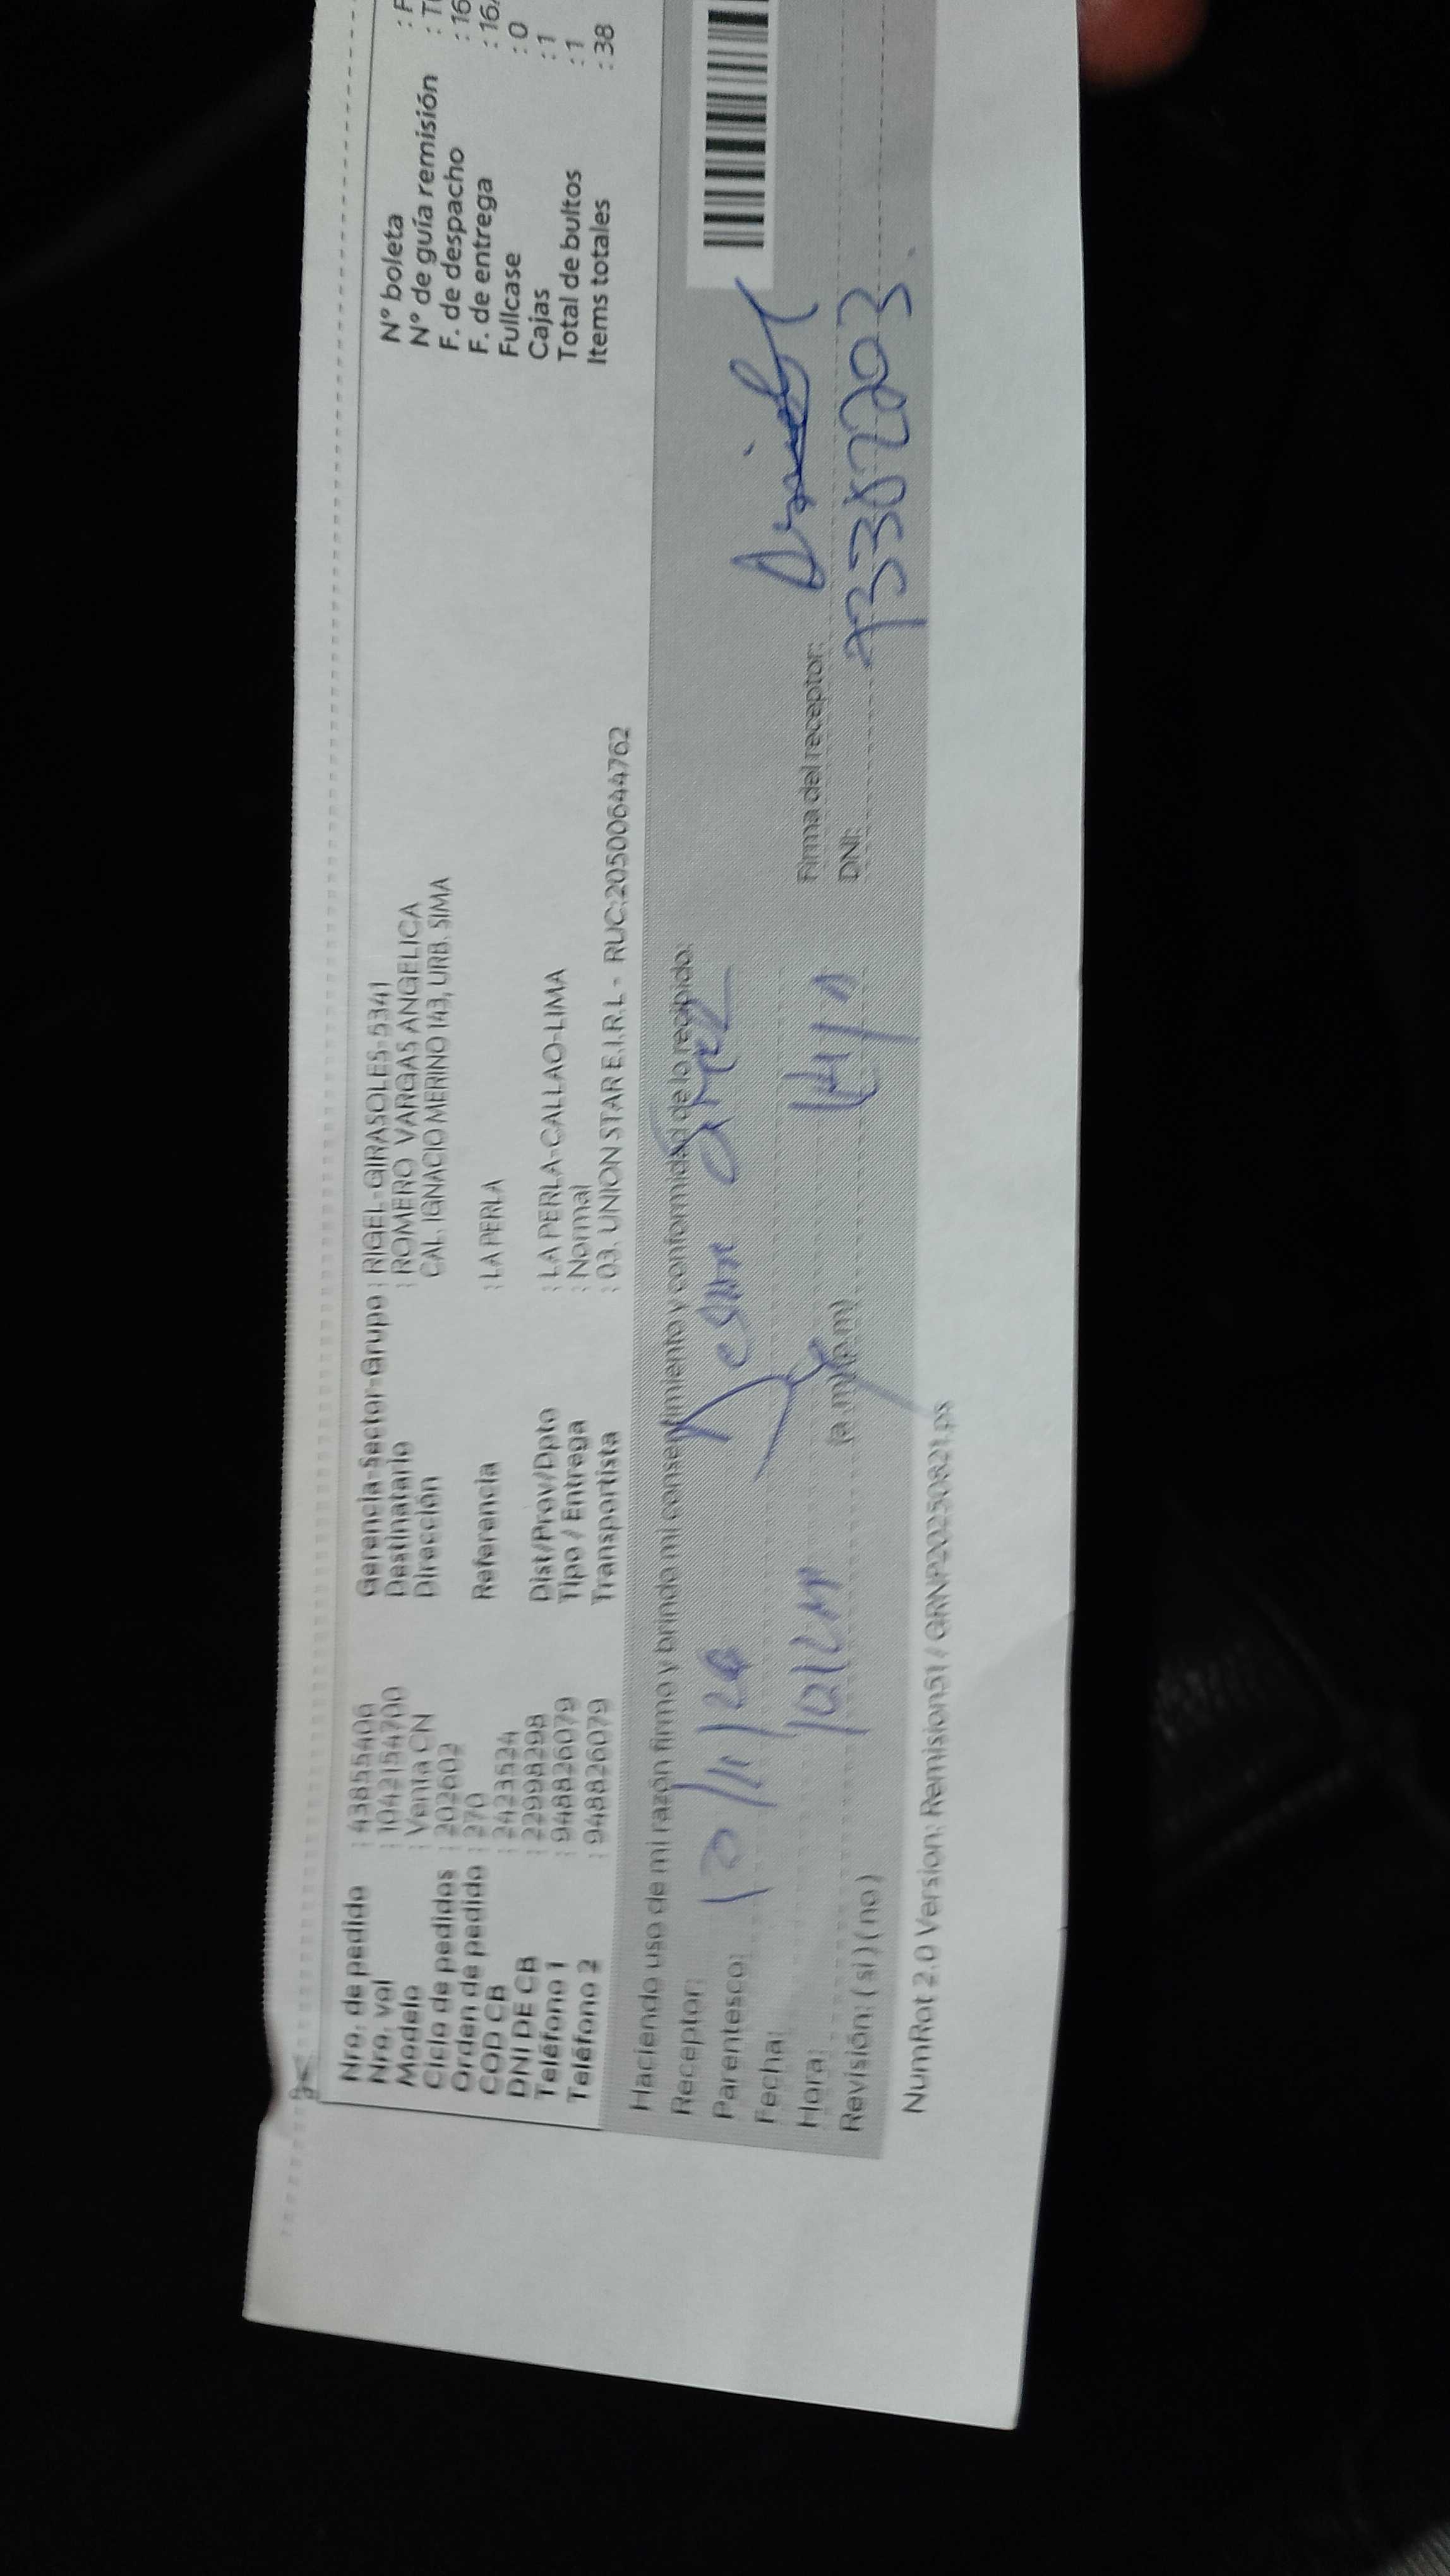 Nro. de pedido : 43855406
Nro. vol : 1042154700
Modelo : Venta CN
Ciclo de pedidos : 202602
Orden de pedido : 270
COD CB : 2423524
DNI DE CB : 22998298
Teléfono 1 : 948826079
Teléfono 2 : 948826079
Gerencia-Sector-Grupo : RIGEL-GIRASOLES-5341
Destinatario : ROMERO VARGAS ANGELICA
Dirección CAL. IGNACIO MERINO 143, URB. SIMA
Referencia : LA PERLA
Dist/Prov/Dpto : LA PERLA-CALLAO-LIMA
Tipo / Entrega : Normal
Transportista : 03. UNION STAR E.I.R.L - RUC:20500644762
N° boleta
N° de guía remisión
F. de despacho : 16
F. de entrega : 16
Fullcase : 0
Cajas : 1
Total de bultos : 1
Items totales : 38
Haciendo uso de mi razón firmo y brindo mi consentimiento y conformidad de lo recibido:
Receptor:
Parentesco:
Fecha:
Hora: (a.m)(p.m)
Revisión: ( si ) ( no )
Firma del receptor:
DNI: 73387203
NumRot 2.0 Version: Remision51 / GRNP20250821.ps